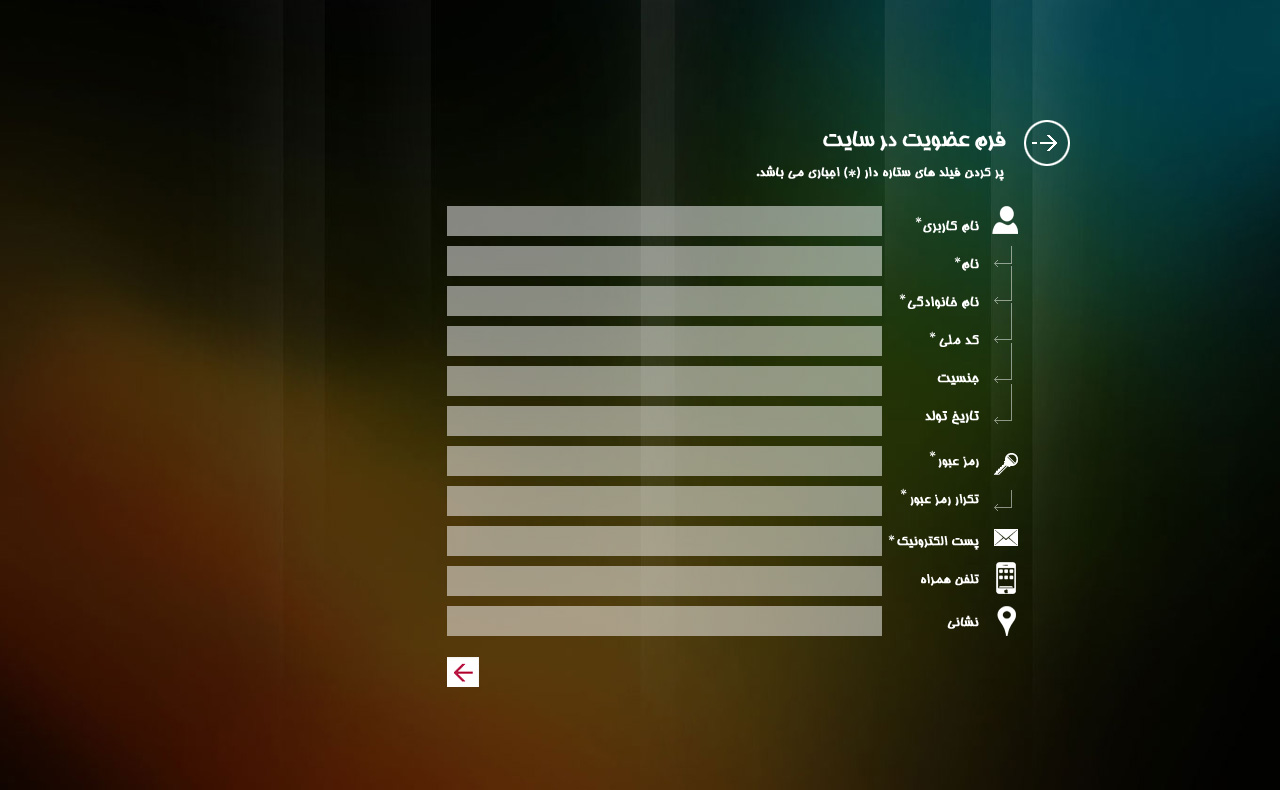 فرم عضویت در سایت
پر کردن فیلد های ستاره دار (*) اجباری می باشد.
نام کاربری*
نام*
نام خانوادگی*
کد ملی *
جنسیت
تاریخ تولد
رمز عبور *
تکرار رمز عبور *
پست الکترونیک *
تلفن همراه
نشانی